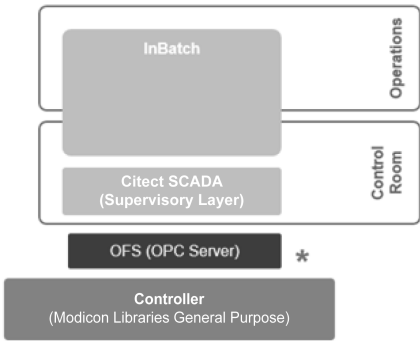 InBatch
Operations
Citect SCADA
(Supervisory Layer)
Control
Room
OFS (OPC Server)
*
Controller
(Modicon Libraries General Purpose)